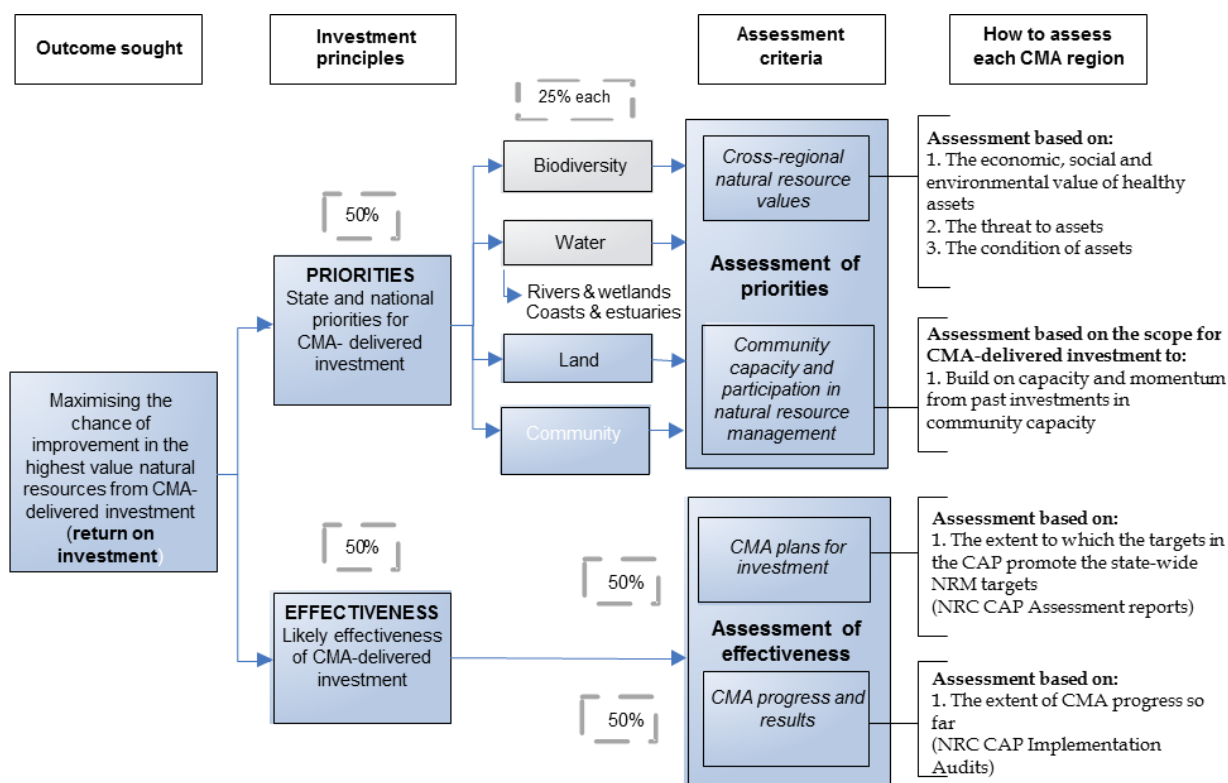 Outcome sought
Investment
principles
Assessment
criteria
How to assess
each CMA region
25% each
50%
PRIORITIES
State and national
priorities for
CMA- delivered
investment
Biodiversity
Water
Rivers & wetlands
Coasts & estuaries
Land
Community
Cross-regional
natural resource
values
Assessment of
priorities
Community
capacity and
participation in
natural resource
management
Assessment based on:
1. The economic, social and
environmental value of healthy
assets
2. The threat to assets
3. The condition of assets
Assessment based on the scope for
CMA-delivered investment to:
1. Build on capacity and momentum
from past investments in
community capacity
Maximising the
chance of
improvement in the
highest value natural
resources from CMA-
delivered investment
(return on
investment)
50%
EFFECTIVENESS
Likely effectiveness
of CMA-delivered
investment
50%
50%
CMA plans for
investment
Assessment of
effectiveness
CMA progress and
results
Assessment based on:
1. The extent to which the targets in
the CAP promote the state-wide
NRM targets
(NRC CAP Assessment reports)
Assessment based on:
1. The extent of CMA progress so
far
(NRC CAP Implementation
Audits)